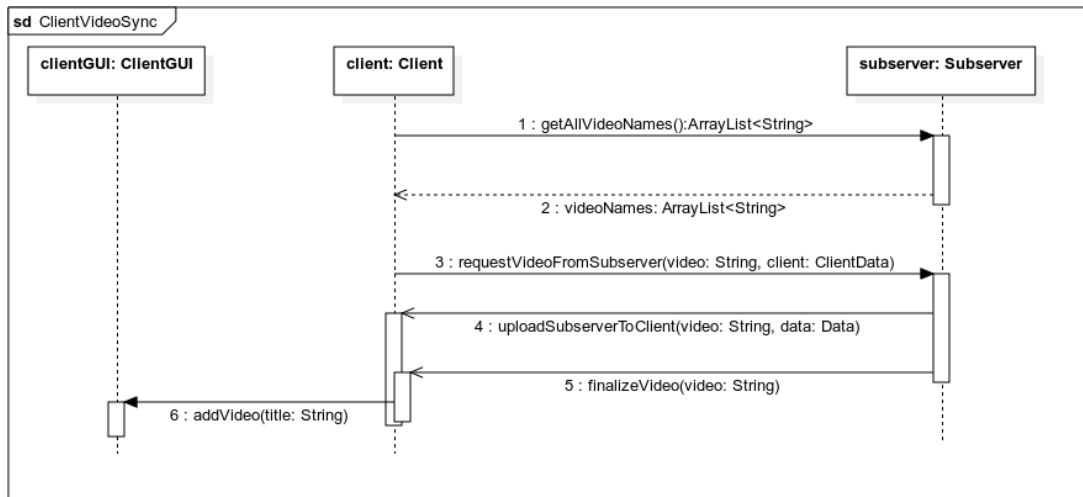 sd ClientVideoSync
clientGUI: ClientGUI
client: Client
subserver: Subserver
1 : getAllVideoNames():ArrayList<String>
2 : videoNames: ArrayList<String>
3 : requestVideoFromSubserver(video: String, client: ClientData)
4 : uploadSubserverToClient(video: String, data: Data)
5 : finalizeVideo(video: String)
6 : addVideo(title: String)